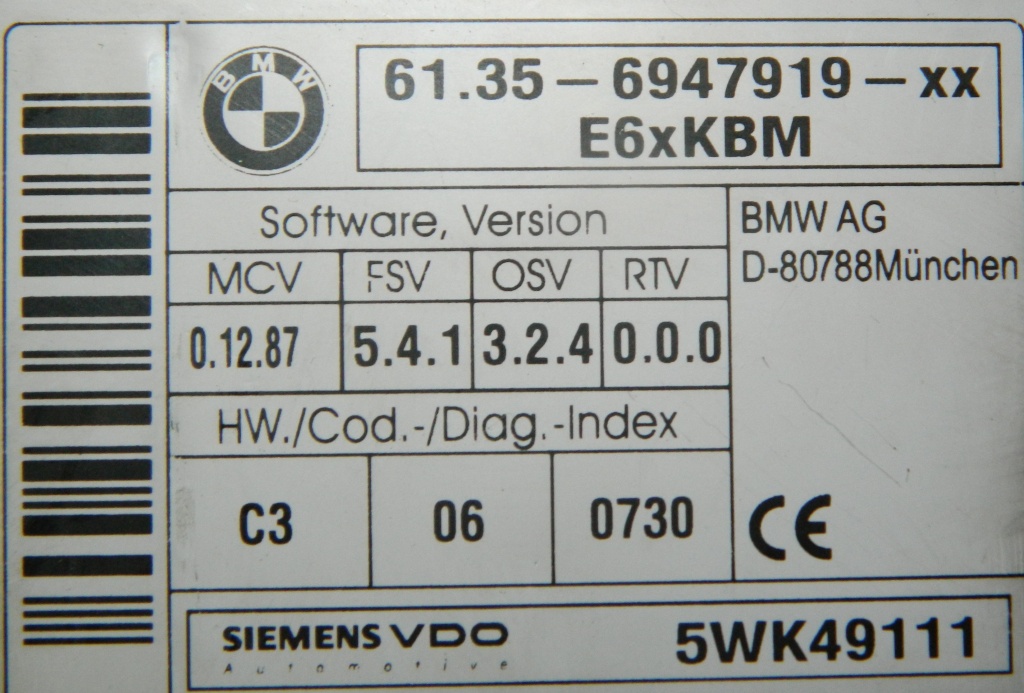 BMW
61.35-6947919-xx
E6xKBM
Software, Version
MCV FSV OSV RTV
0.12.87 5.4.1 3.2.4 0.0.0
BMW AG
D-80788München
HW./Cod.-/Diag.-Index
C3 06 0730
CE
SIEMENS VDO
Automotive
5WK49111